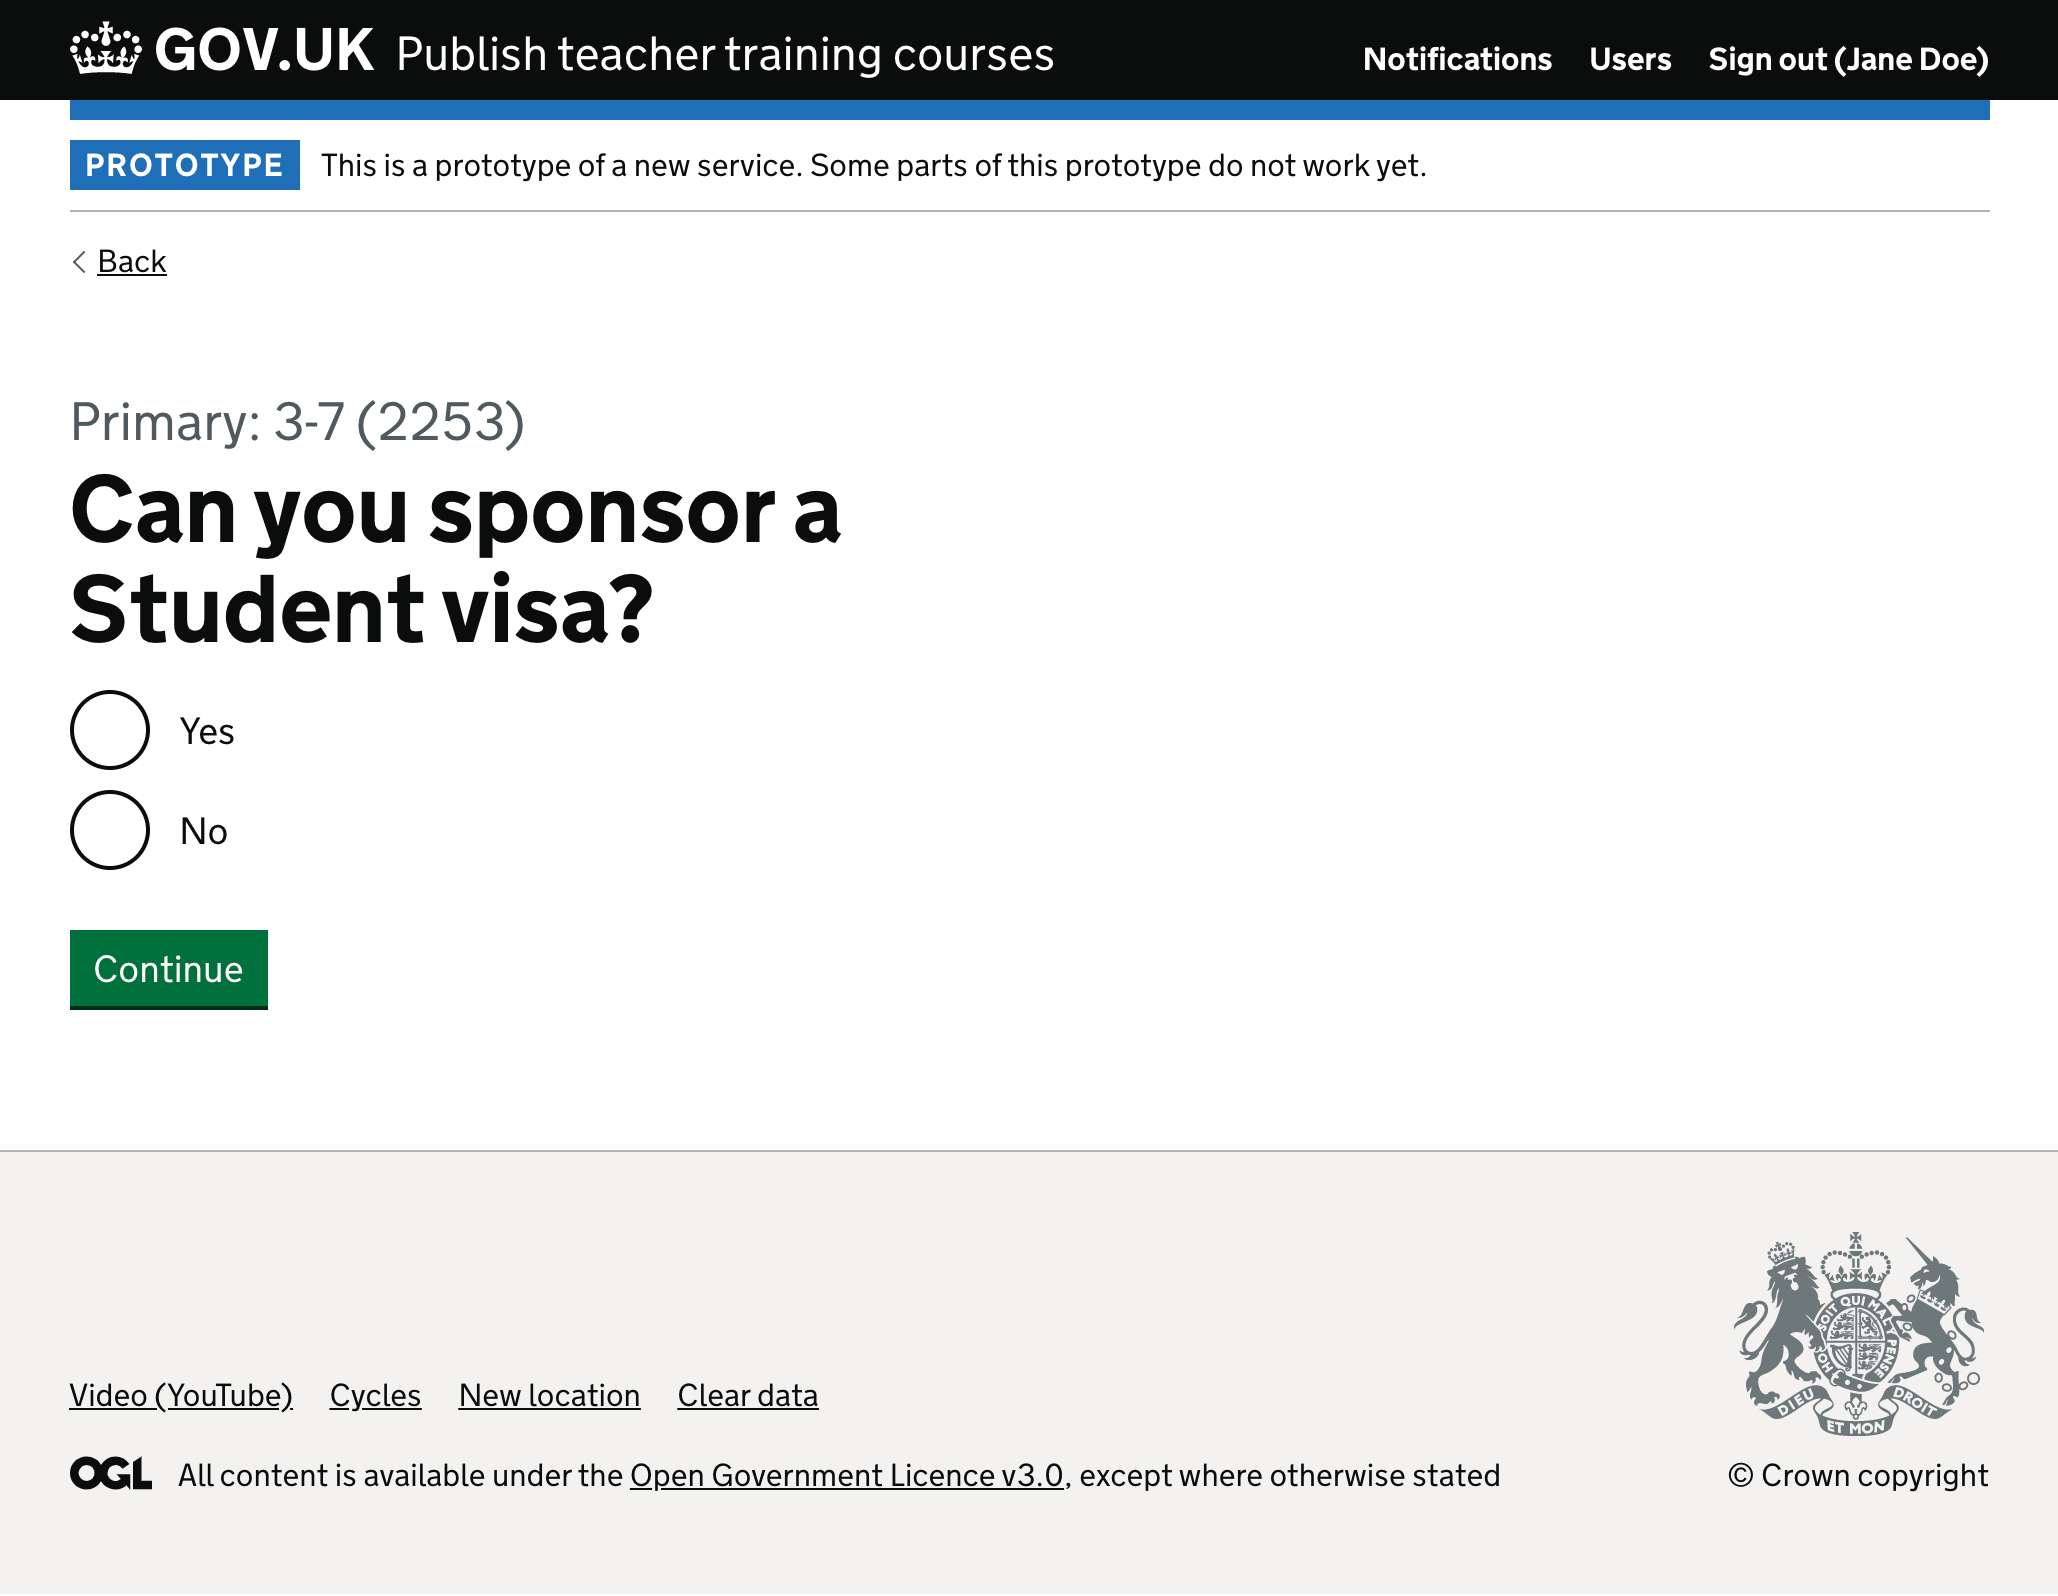 GOV.UK Publish teacher training courses Notifications Users Sign out (Jane Doe)
PROTOTYPE This is a prototype of a new service. Some parts of this prototype do not work yet.
Back
Primary: 3-7 (2253)
Can you sponsor a
Student visa?
Yes
No
Continue
SOIT QUI MAL Y PENSE HON
DIEU ET MON DROIT
Video (YouTube) Cycles New location Clear data
OGL All content is available under the Open Government Licence v3.0, except where otherwise stated
© Crown copyright